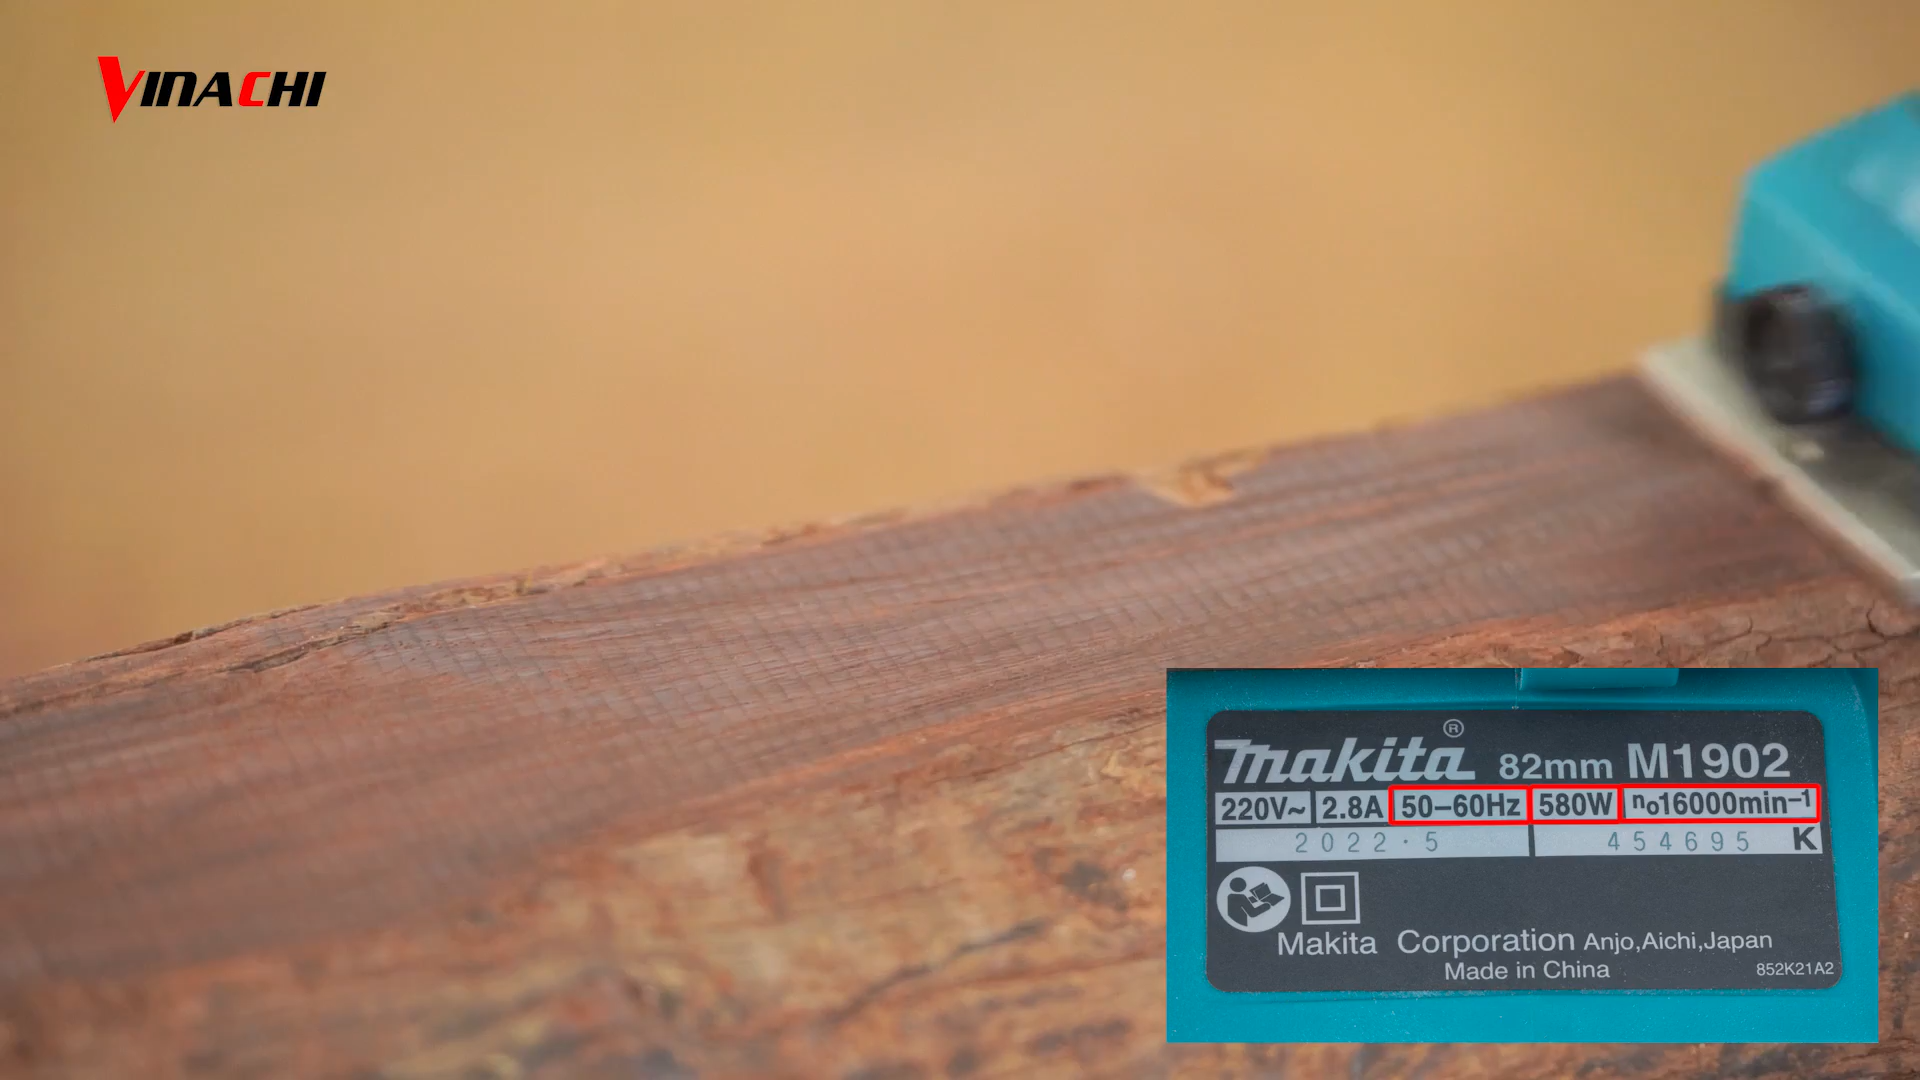 VINACHI
makita® 82mm M1902
220V~ 2.8A 50-60Hz 580W n₀16000min⁻¹
2022.5 454695 K
Makita Corporation Anjo,Aichi,Japan
Made in China 852K21A2